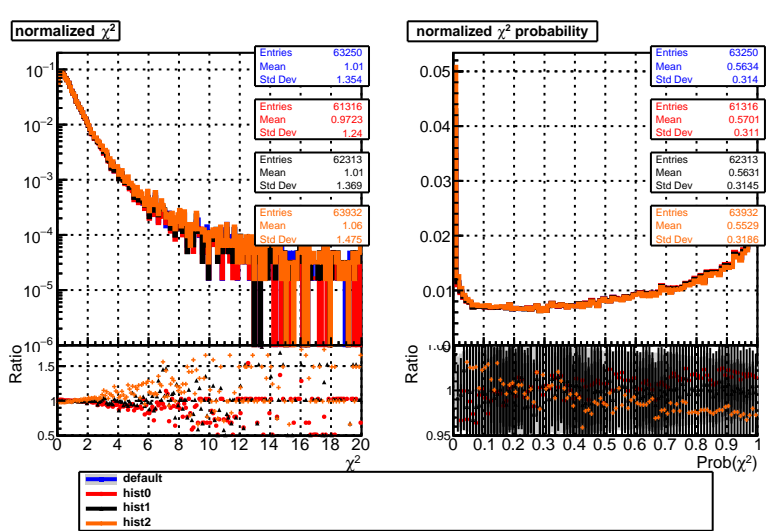 normalized χ²
Entries 63250
Mean 1.01
Std Dev 1.354
Entries 61316
Mean 0.9723
Std Dev 1.24
Entries 62313
Mean 1.01
Std Dev 1.369
Entries 63932
Mean 1.06
Std Dev 1.475
10⁻¹
10⁻²
10⁻³
10⁻⁴
10⁻⁵
10⁻⁶
Ratio
1.5
1
0.5
0 2 4 6 8 10 12 14 16 18 20
χ²
normalized χ² probability
Entries 63250
Mean 0.5634
Std Dev 0.314
Entries 61316
Mean 0.5701
Std Dev 0.311
Entries 62313
Mean 0.5631
Std Dev 0.3145
Entries 63932
Mean 0.5529
Std Dev 0.3186
0.05
0.04
0.03
0.02
0.01
0
Ratio
1
0.95
0 0.1 0.2 0.3 0.4 0.5 0.6 0.7 0.8 0.9 1
Prob(χ²)
default
hist0
hist1
hist2